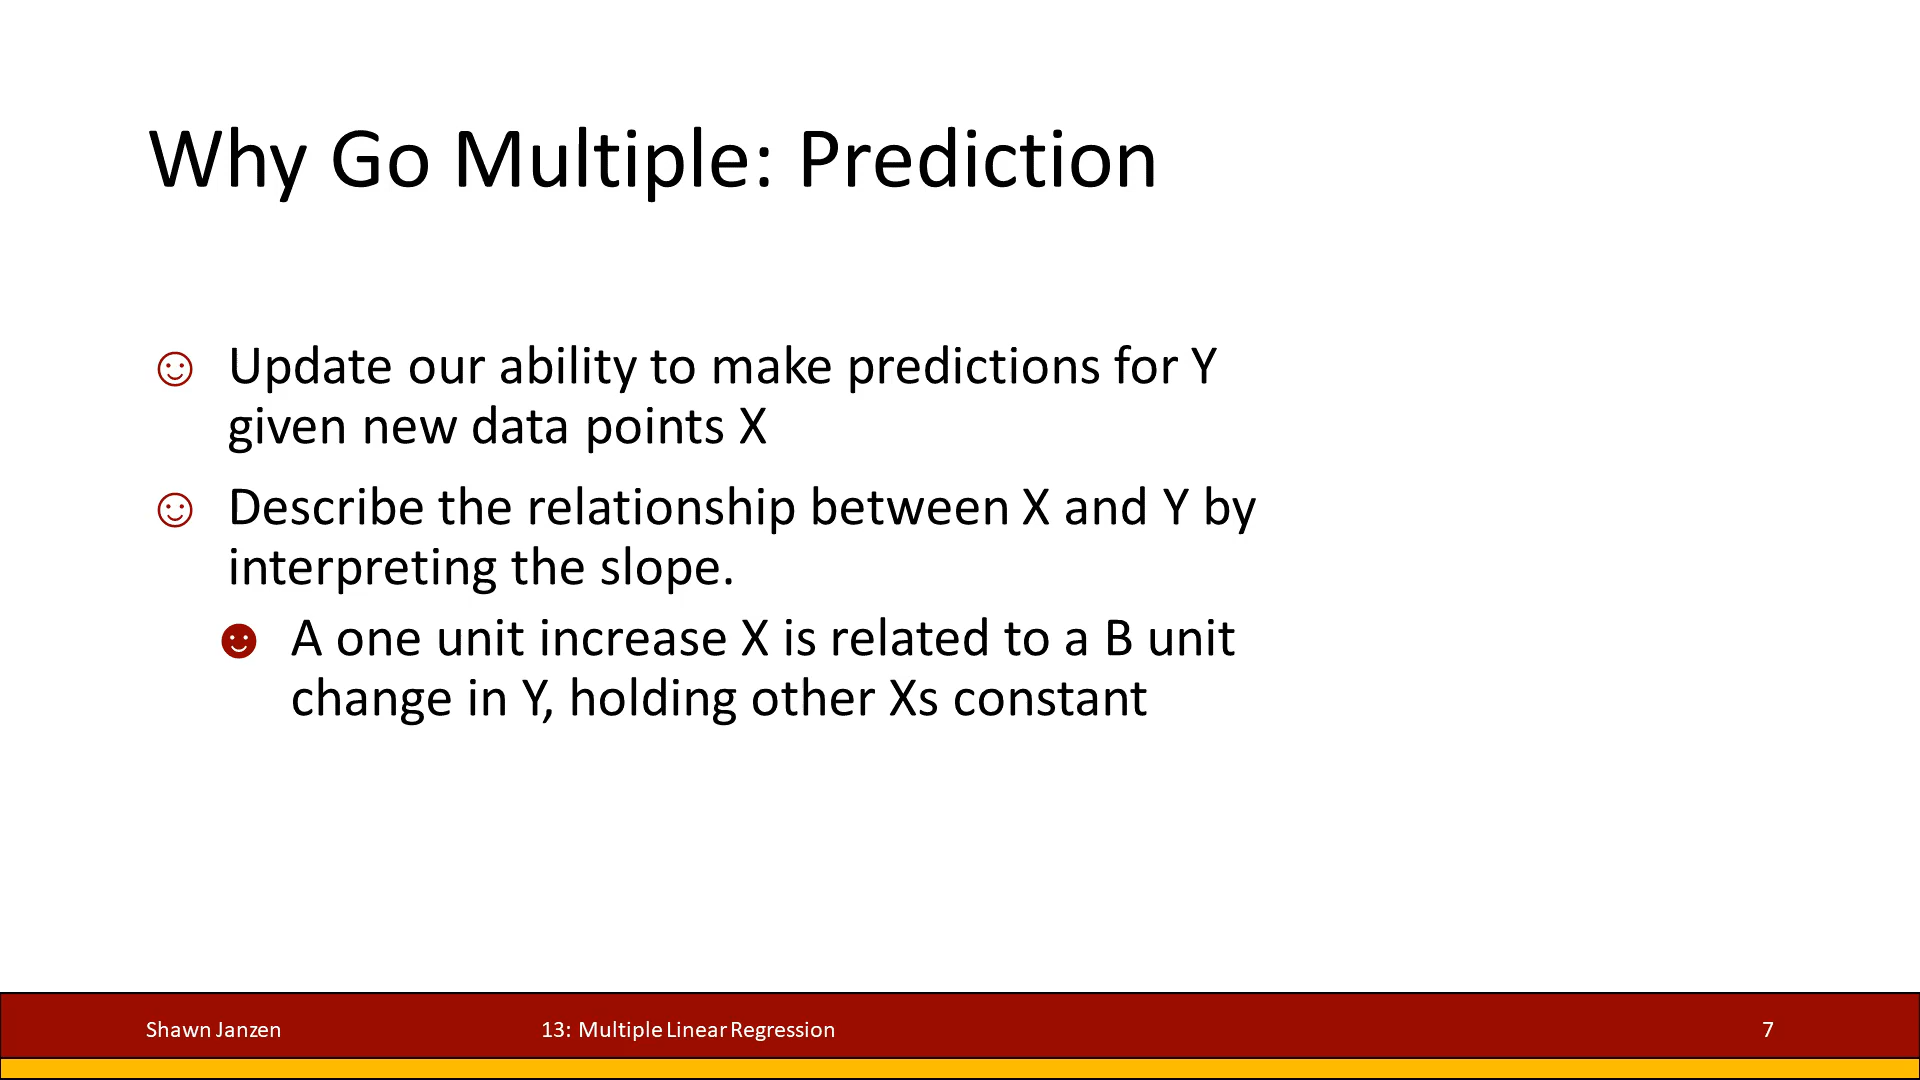 Why Go Multiple: Prediction
Update our ability to make predictions for Y
given new data points X
Describe the relationship between X and Y by
interpreting the slope.
A one unit increase X is related to a B unit
change in Y, holding other Xs constant
Shawn Janzen
13: Multiple Linear Regression
7